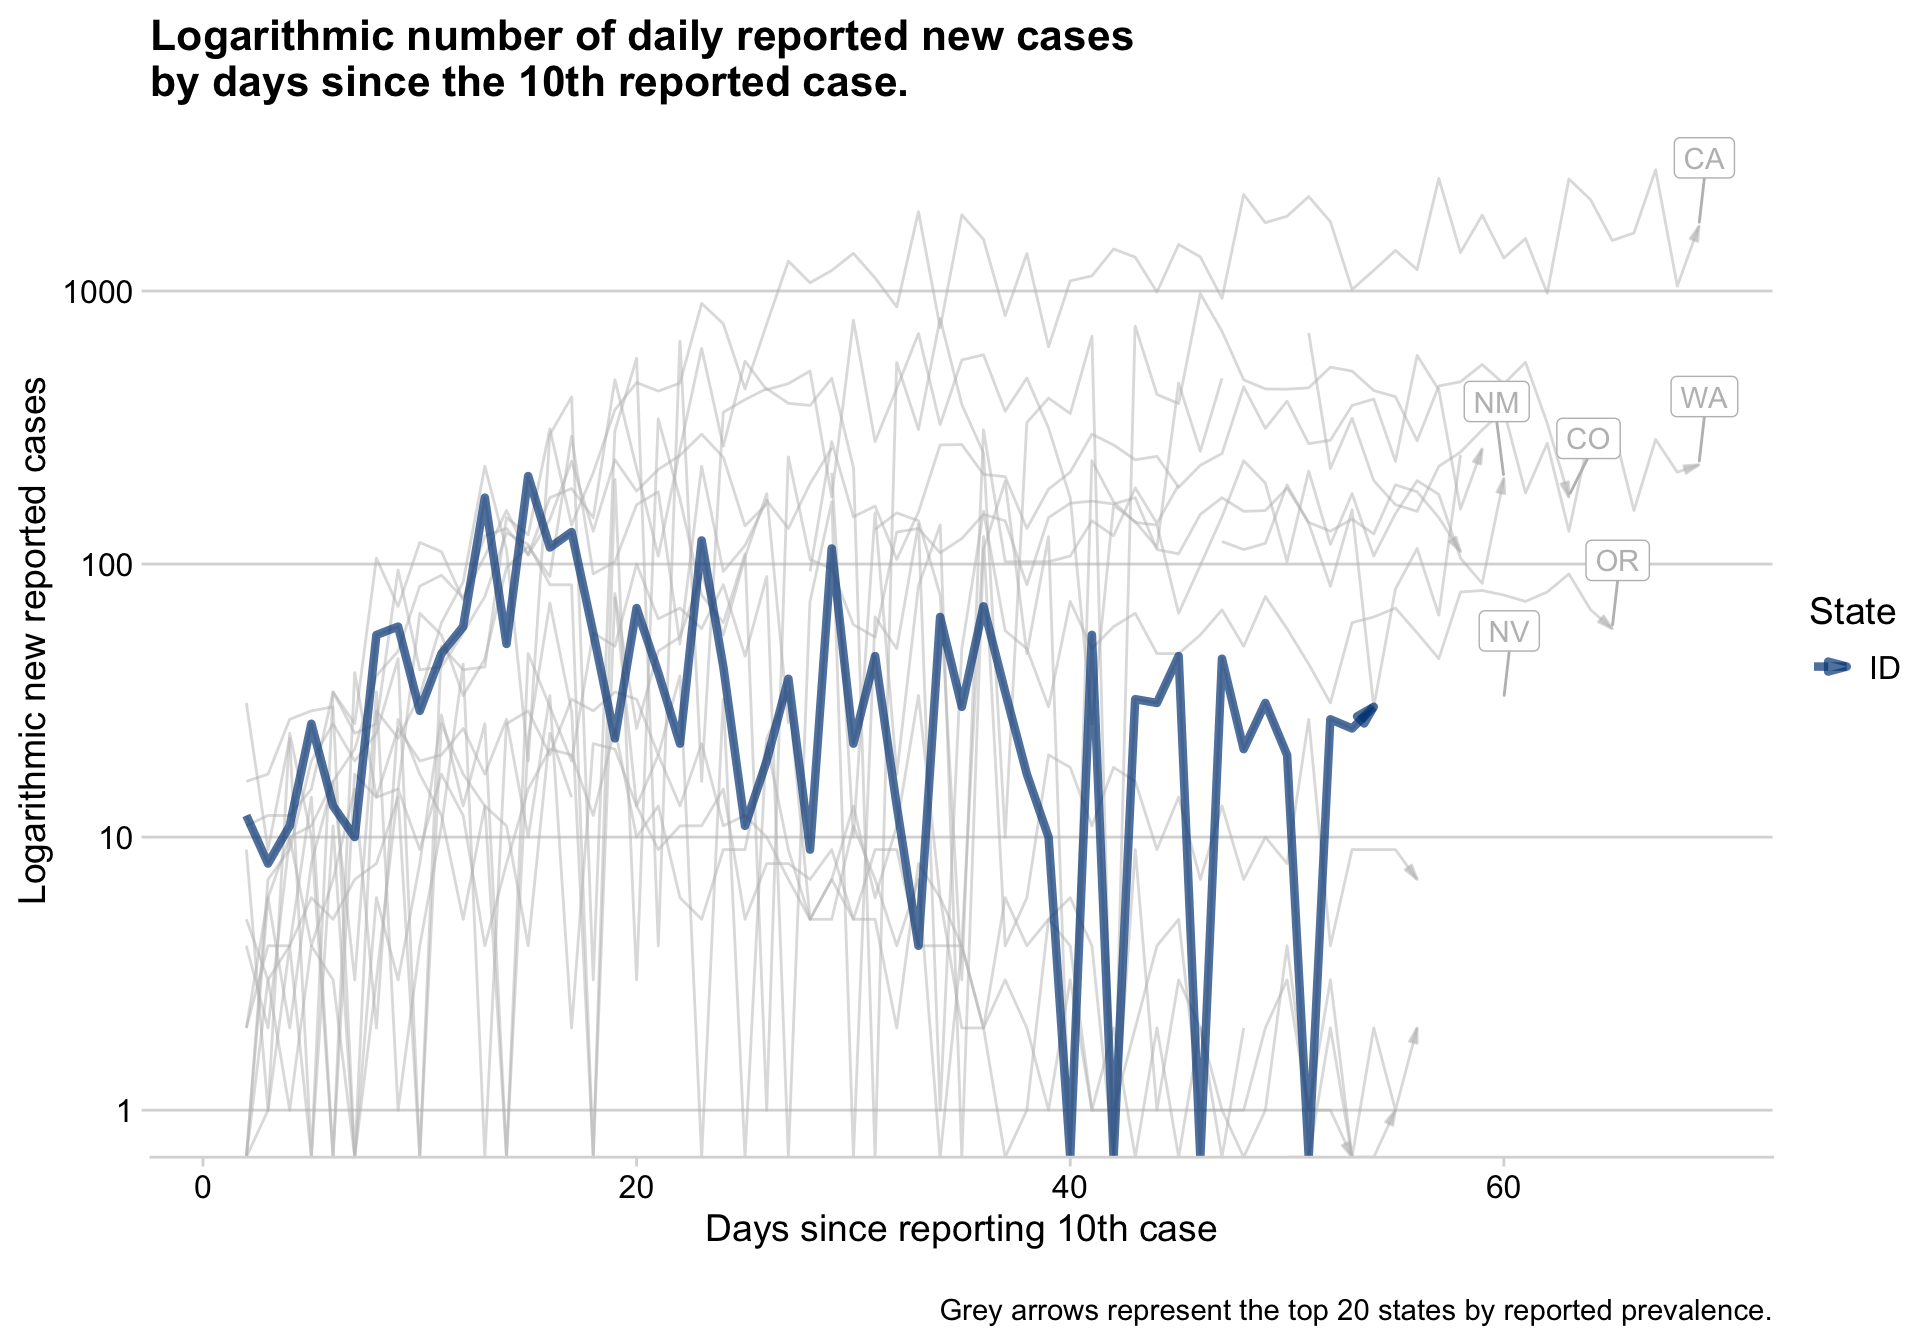 Logarithmic number of daily reported new cases
by days since the 10th reported case.
CA
WA
NM
CO
OR
NV
1000
100
10
1
Logarithmic new reported cases
0 20 40 60
Days since reporting 10th case
State
ID
Grey arrows represent the top 20 states by reported prevalence.